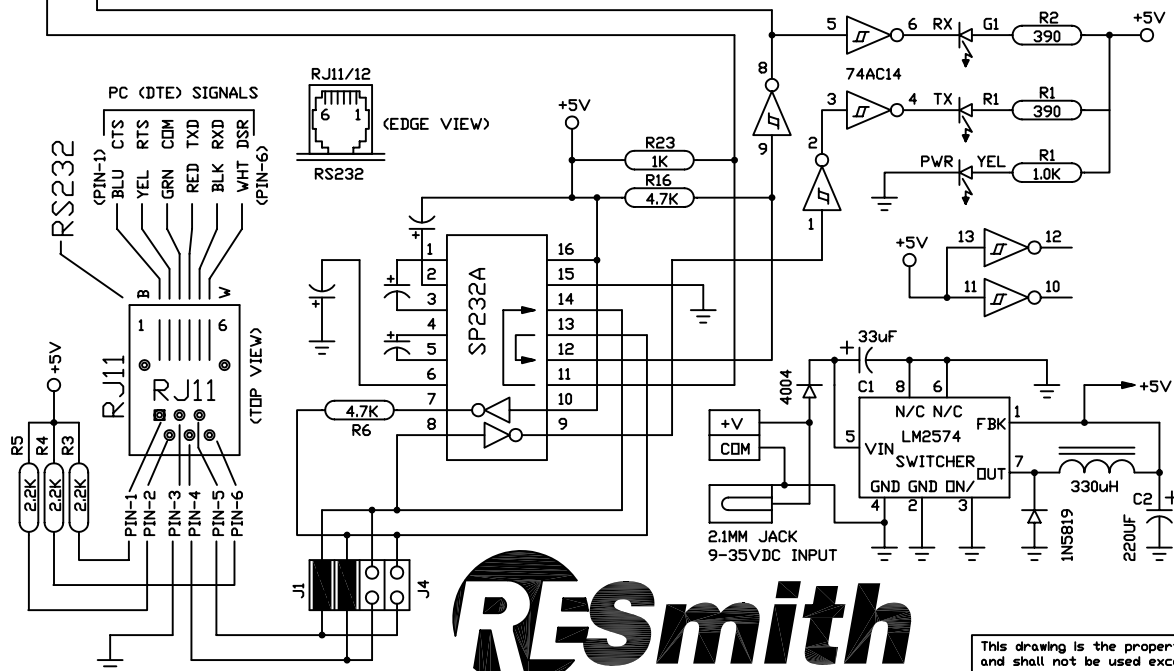 5 6 RX G1 R2 390 +5V
74AC14
3 4 TX R1 R1 390
PWR YEL R1 1.0K
8
9
2
1
+5V 13 12
11 10
PC (DTE) SIGNALS
(PIN-1)
BLU CTS
YEL RTS
GRN COM
RED TXD
BLK RXD
WHT DSR
(PIN-6)
RS232
RJ11/12
6 1
(EDGE VIEW)
RS232
+5V
R23
1K
R16
4.7K
SP232A
1 16
2 15
3 14
4 13
5 12
6 11
7 10
8 9
+
+
+
+
4.7K
R6
B W
1 6
RJ11
RJ11
(TOP VIEW)
+5V
R5 R4 R3
2.2K 2.2K 2.2K
PIN-1
PIN-2
PIN-3
PIN-4
PIN-5
PIN-6
J1 J4
4004
+ 33uF
C1
8 6
N/C N/C
1
FBK
LM2574
5
VIN
SWITCHER
7
OUT
GND GND ON/
4 2 3
+5V
330uH
1N5819
C2 +
220UF
+V
COM
2.1MM JACK
9-35VDC INPUT
RESmith
This drawing is the proper
and shall not be used exc